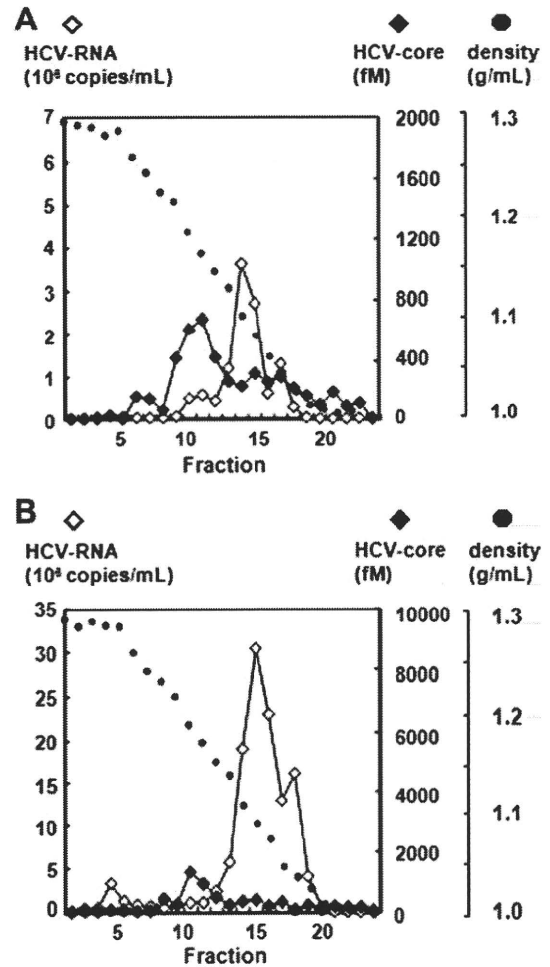 A
HCV-RNA
(10⁸ copies/mL)
HCV-core
(fM)
density
(g/mL)
7
6
5
4
3
2
1
0
2000
1600
1200
800
400
0
1.3
1.2
1.1
1.0
5 10 15 20
Fraction
B
HCV-RNA
(10⁸ copies/mL)
HCV-core
(fM)
density
(g/mL)
35
30
25
20
15
10
5
0
10000
8000
6000
4000
2000
0
1.3
1.2
1.1
1.0
5 10 15 20
Fraction